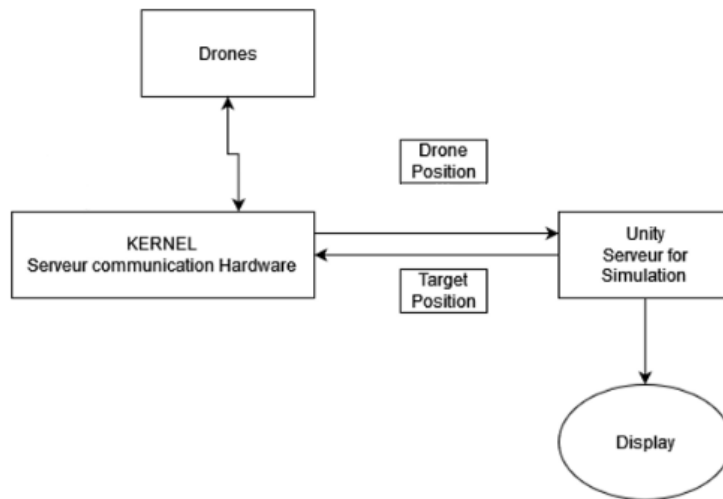 Drones
Drone
Position
KERNEL
Serveur communication Hardware
Unity
Serveur for
Simulation
Target
Position
Display